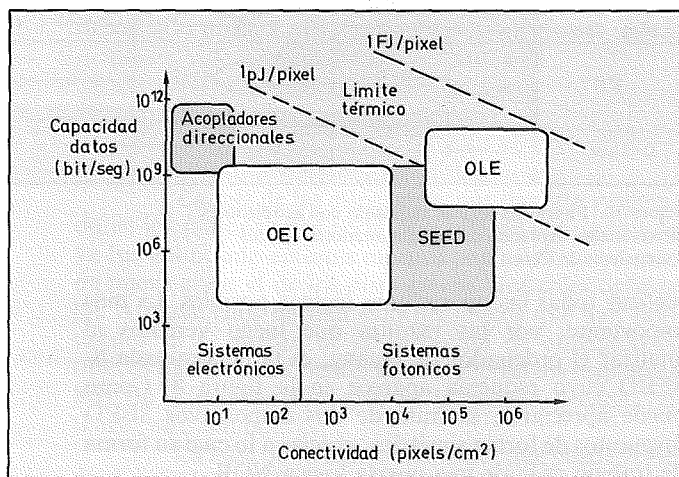 1FJ/pixel
1pJ/pixel
Limite
térmico
10¹²
Capacidad
datos
(bit/seg)
Acopladores
direccionales
10⁹
OLE
OEIC
SEED
10⁶
10³
Sistemas
electrónicos
Sistemas
fotonicos
10¹ 10² 10³ 10⁴ 10⁵ 10⁶
Conectividad (pixels/cm²)